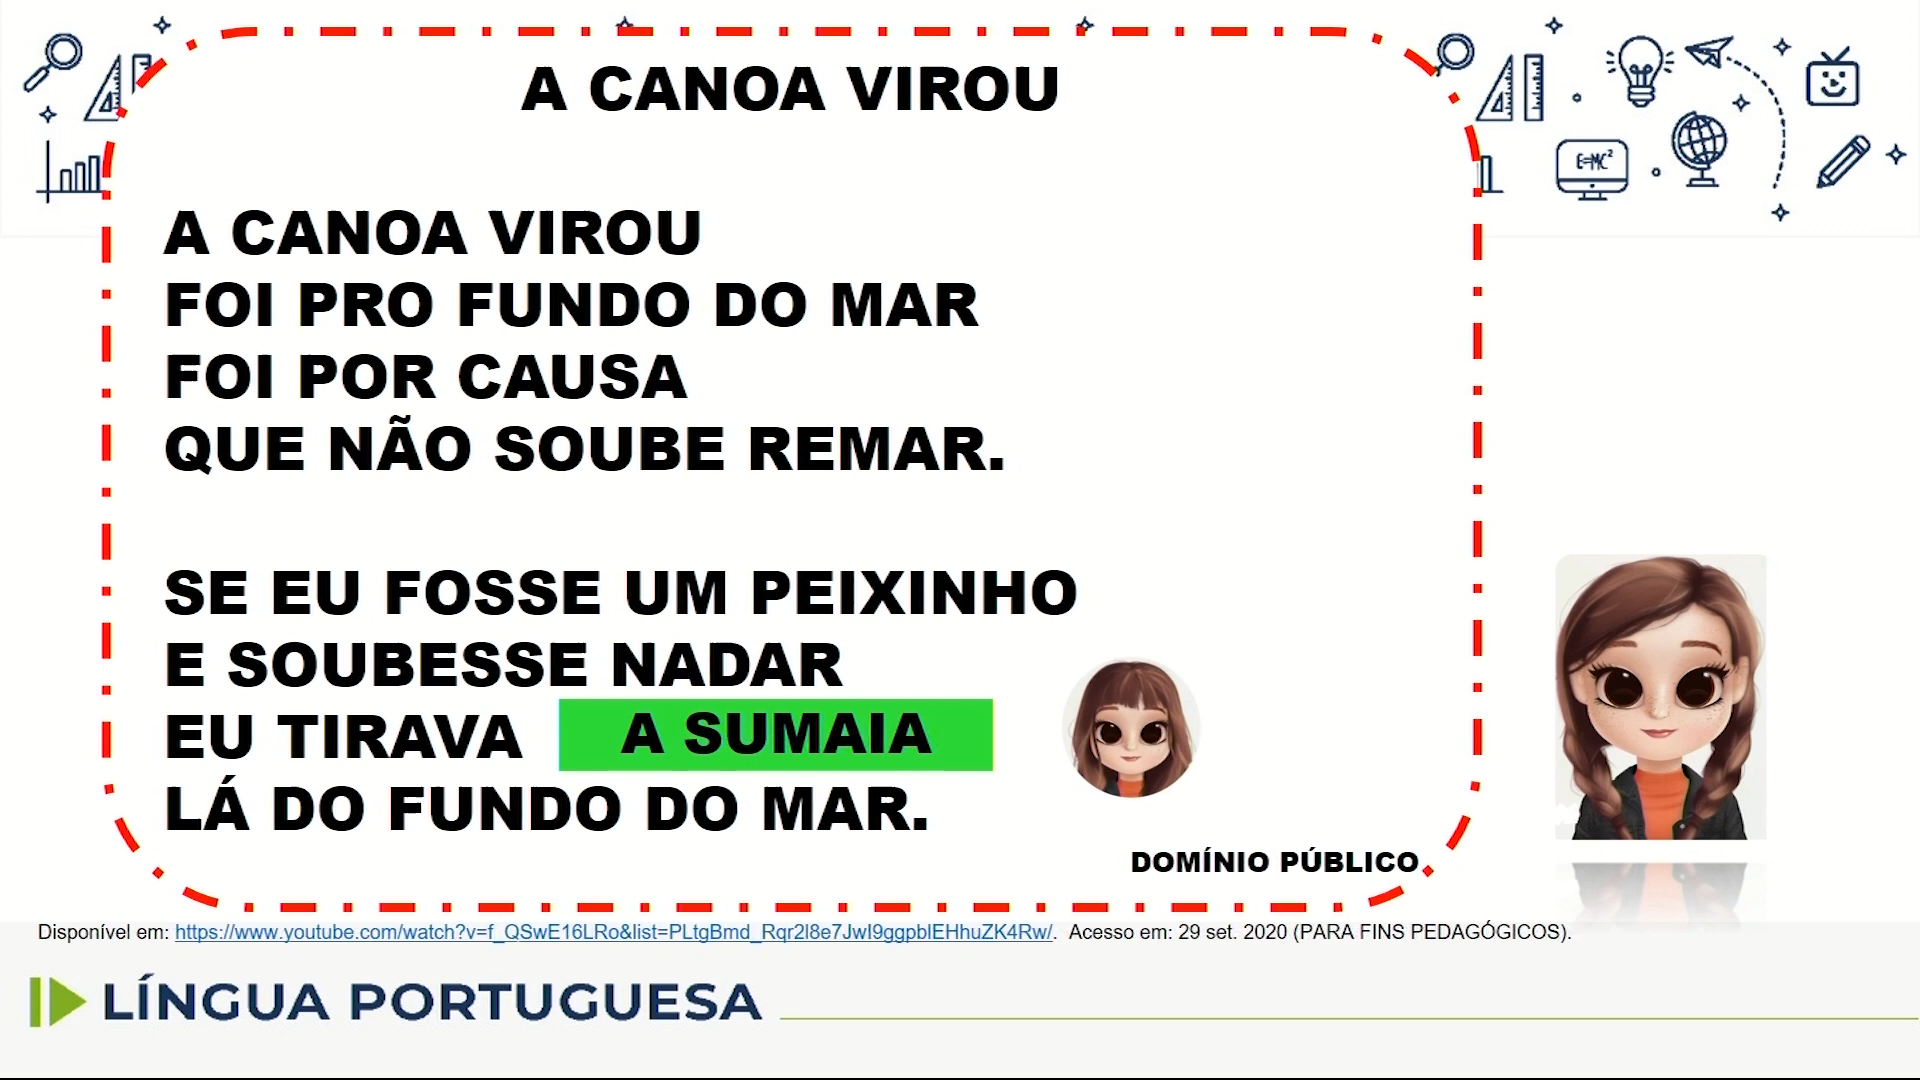 A CANOA VIROU
E=MC²
A CANOA VIROU
FOI PRO FUNDO DO MAR
FOI POR CAUSA
QUE NÃO SOUBE REMAR.
SE EU FOSSE UM PEIXINHO
E SOUBESSE NADAR
EU TIRAVA A SUMAIA
LÁ DO FUNDO DO MAR.
DOMÍNIO PÚBLICO.
Disponível em: https://www.youtube.com/watch?v=f_QSwE16LRo&list=PLtgBmd_Rqr2l8e7JwI9ggpblEHhuZK4Rw/. Acesso em: 29 set. 2020 (PARA FINS PEDAGÓGICOS).
LÍNGUA PORTUGUESA